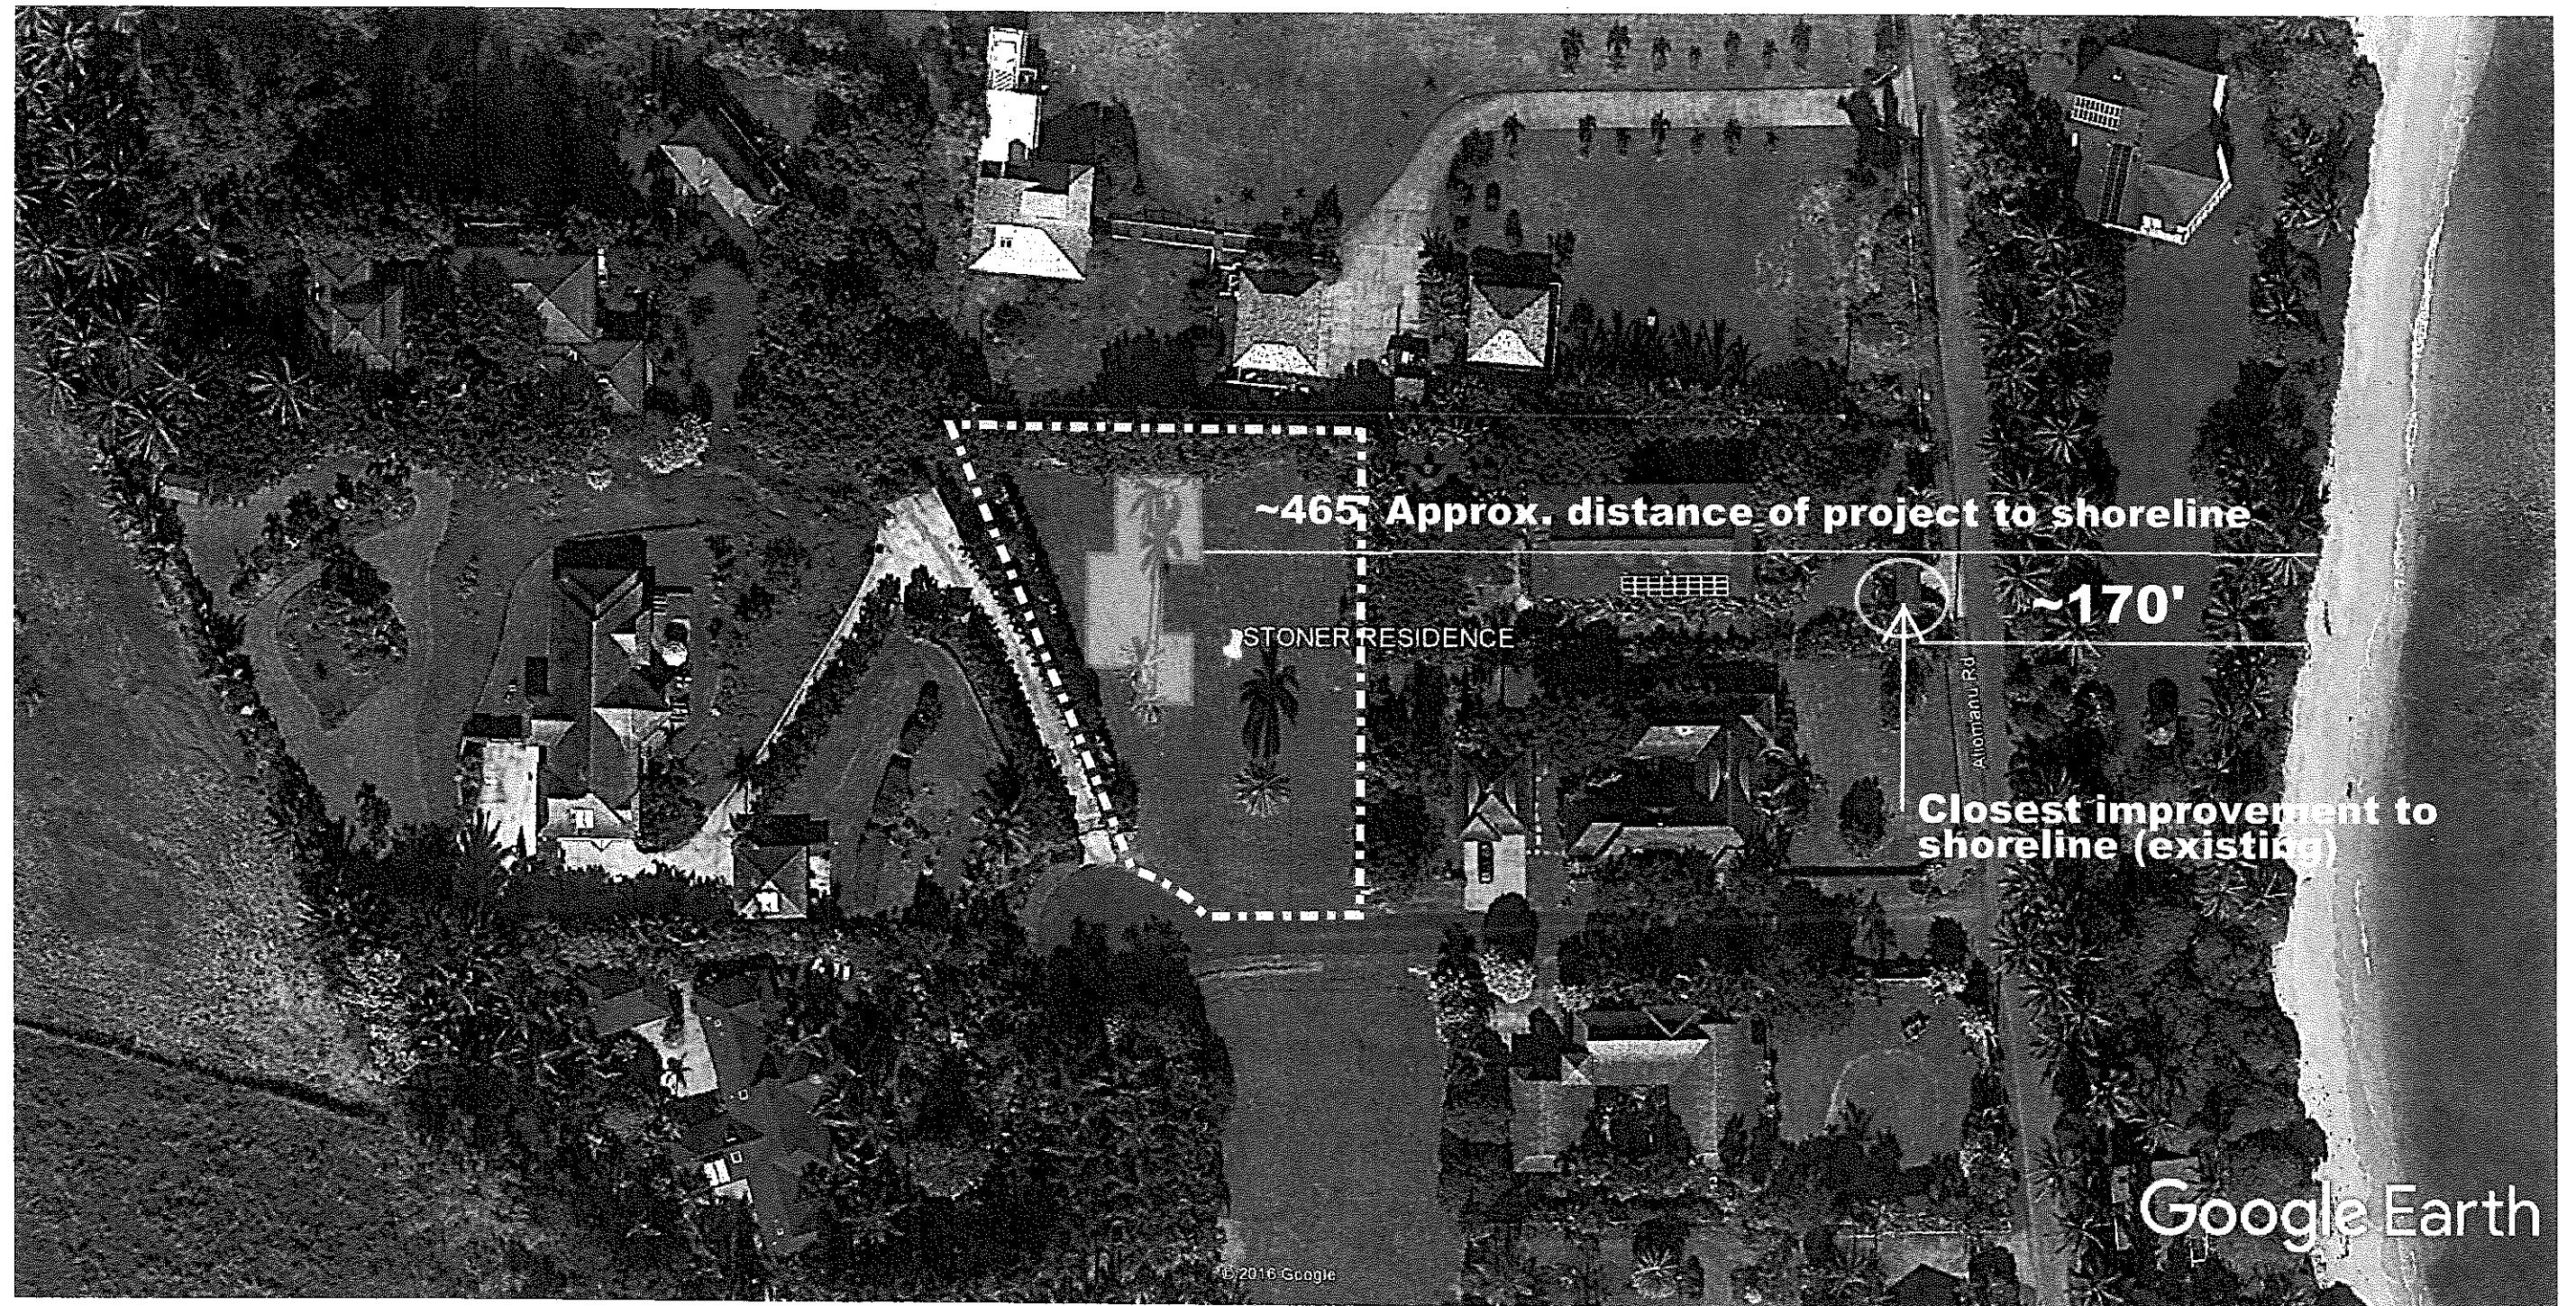 ~465' Approx. distance of project to shoreline
~170'
STONER RESIDENCE
Aliomanu Rd
Closest improvement to
shoreline (existing)
Google Earth
© 2016 Google